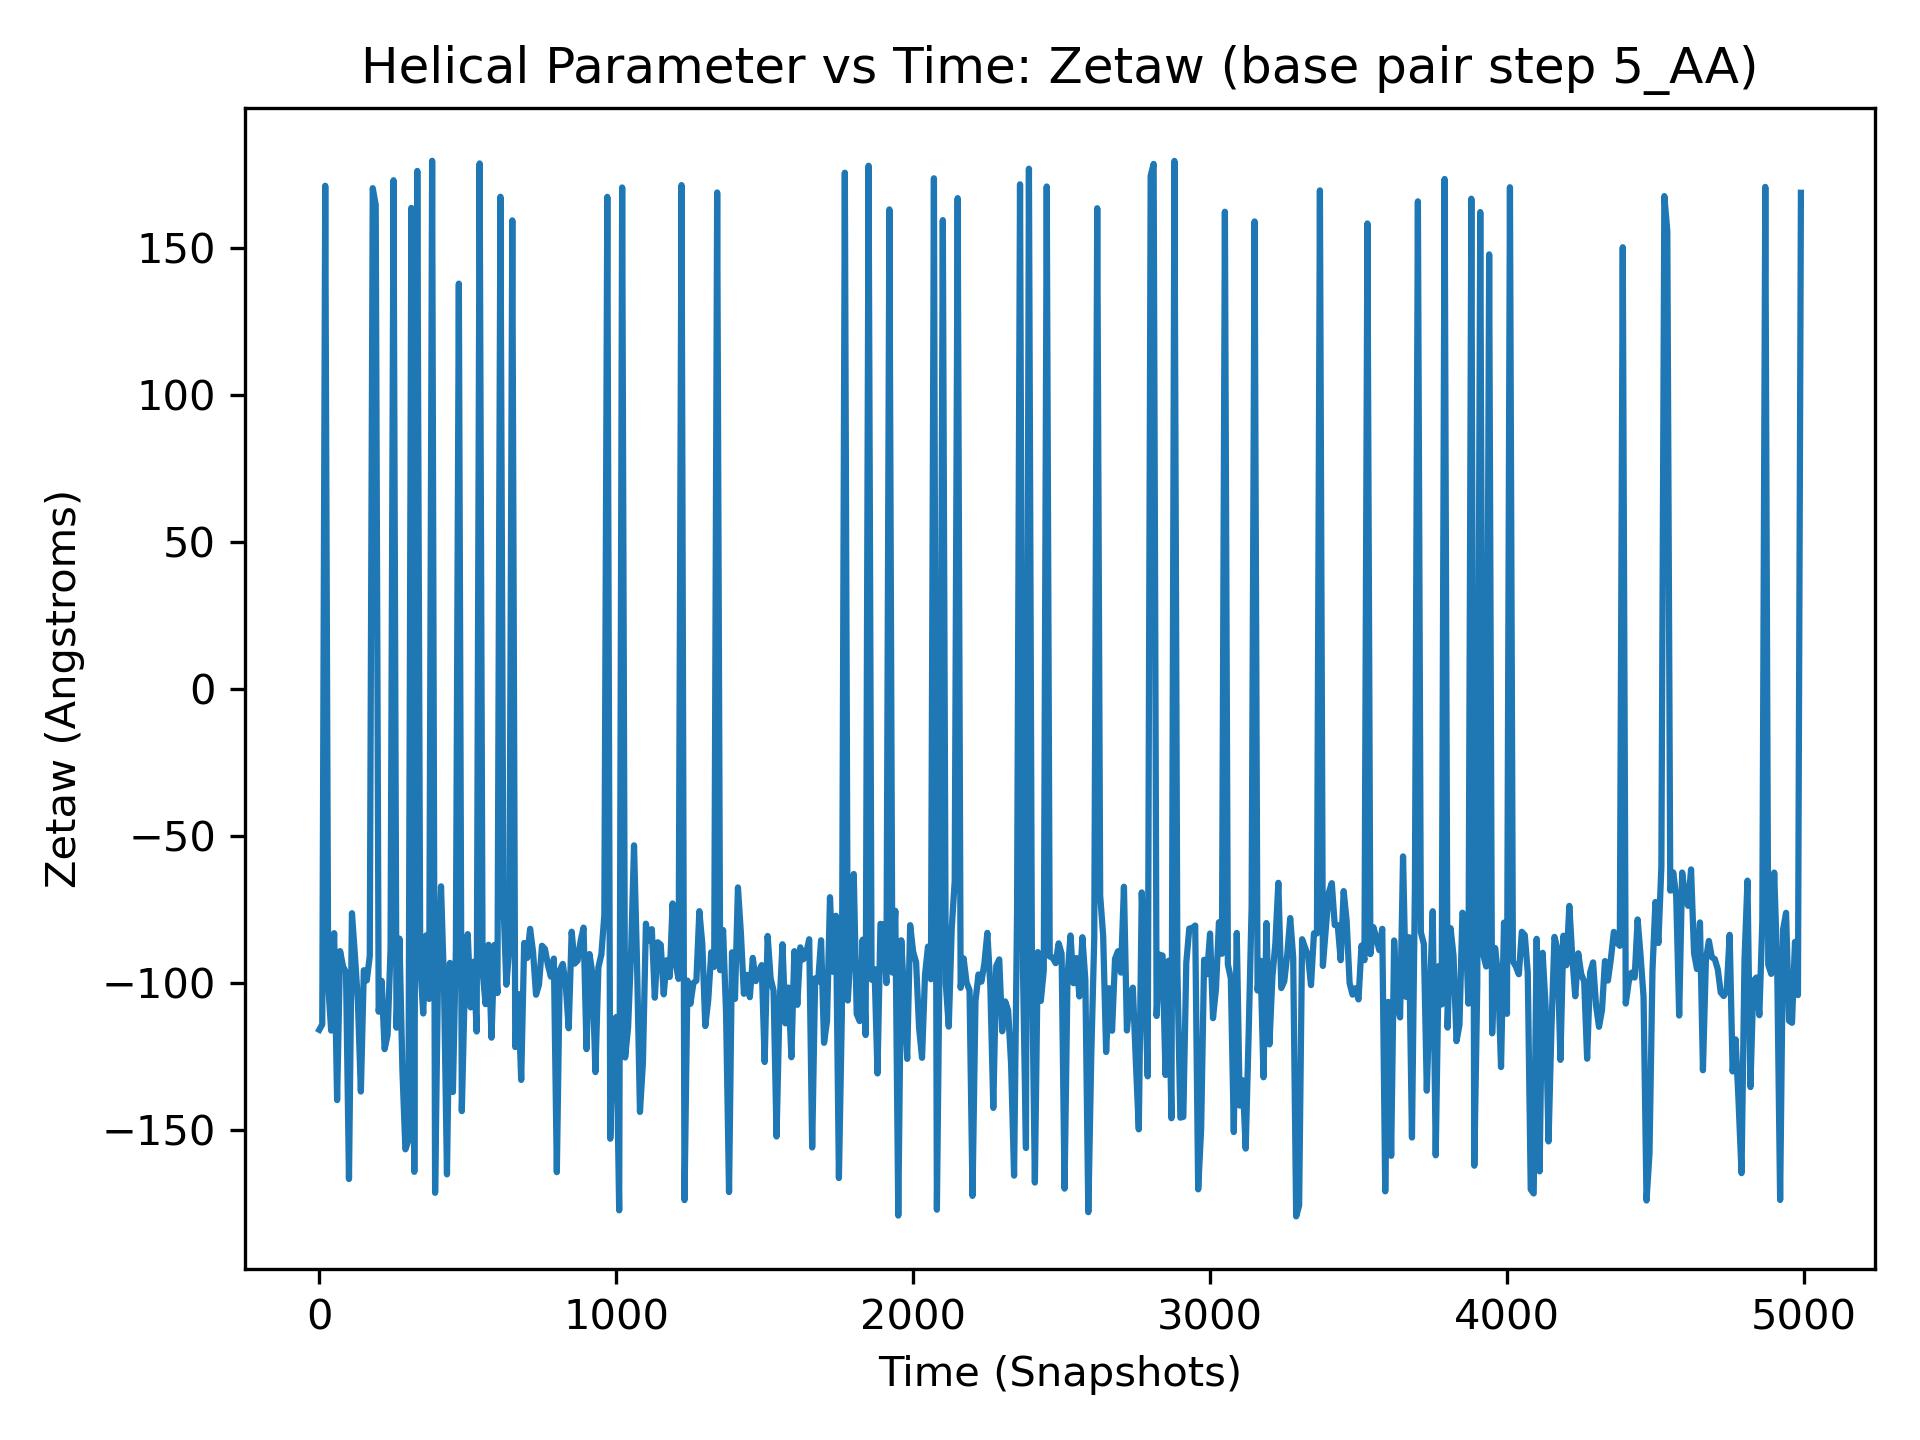 Helical Parameter vs Time: Zetaw (base pair step 5_AA)
150
100
50
0
−50
−100
−150
Zetaw (Angstroms)
0 1000 2000 3000 4000 5000
Time (Snapshots)